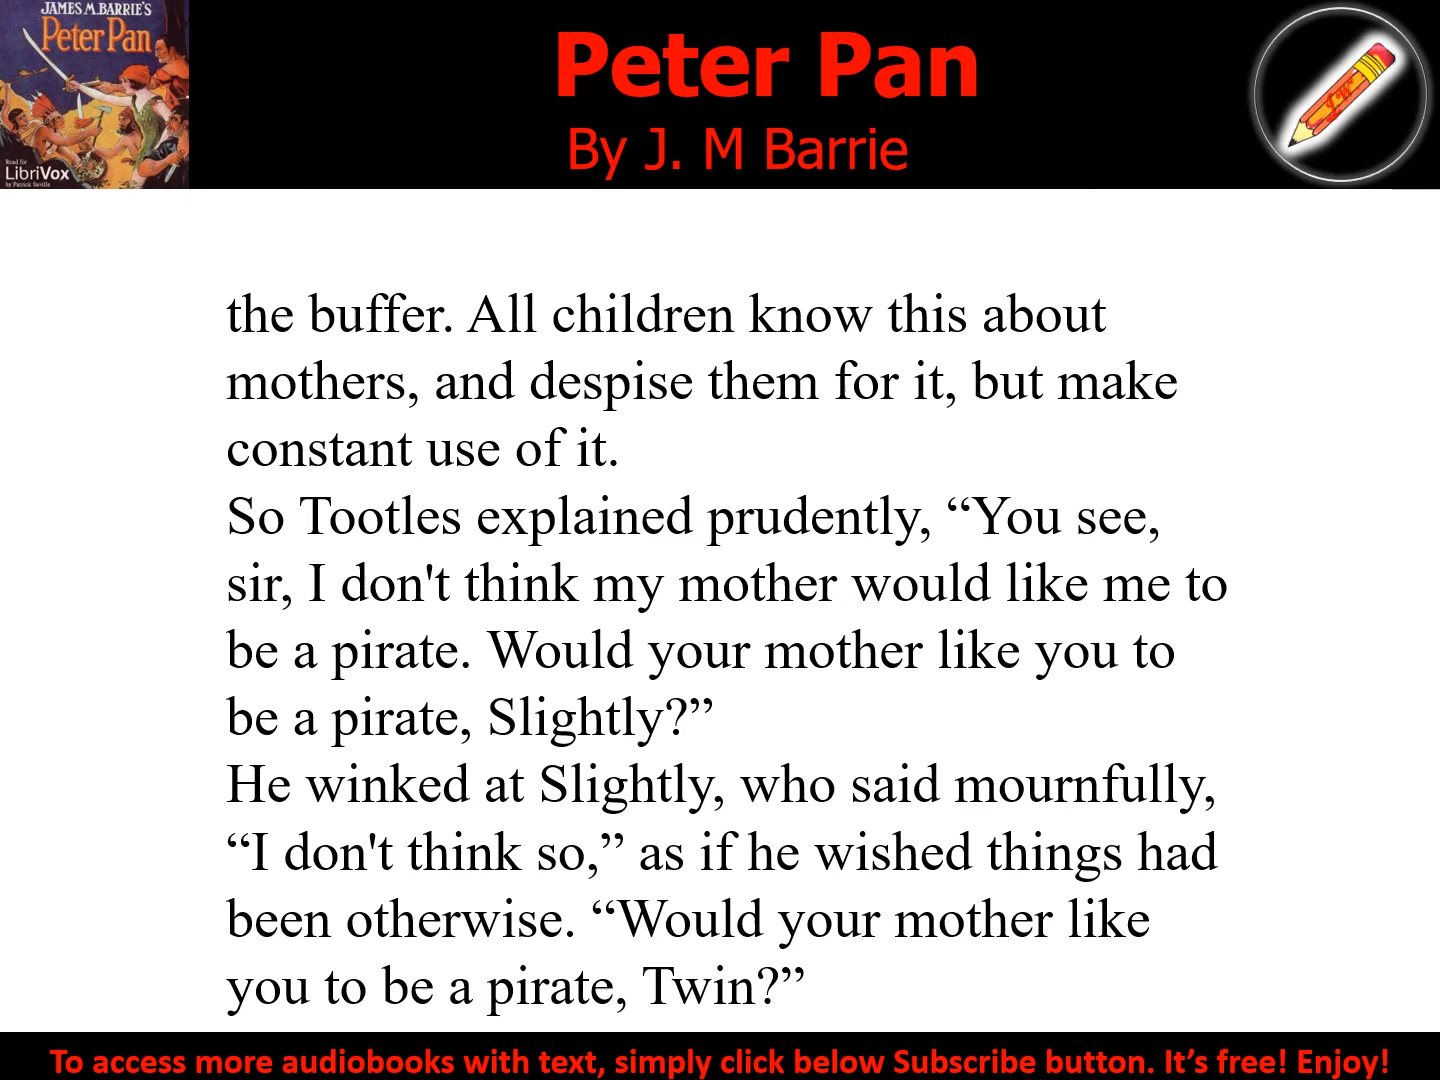 JAMES M. BARRIE'S
Peter Pan
Read for
LibriVox
by Patrick Saville
Peter Pan
By J. M Barrie
the buffer. All children know this about
mothers, and despise them for it, but make
constant use of it.
So Tootles explained prudently, “You see,
sir, I don't think my mother would like me to
be a pirate. Would your mother like you to
be a pirate, Slightly?”
He winked at Slightly, who said mournfully,
“I don't think so,” as if he wished things had
been otherwise. “Would your mother like
you to be a pirate, Twin?”
To access more audiobooks with text, simply click below Subscribe button. It’s free! Enjoy!